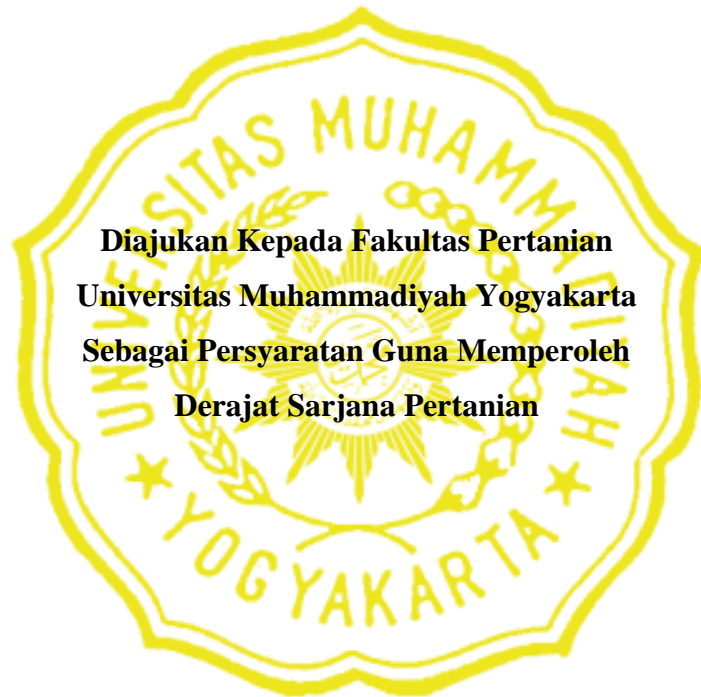 UNIVERSITAS MUHAMMADIYAH
Diajukan Kepada Fakultas Pertanian
Universitas Muhammadiyah Yogyakarta
Sebagai Persyaratan Guna Memperoleh
Derajat Sarjana Pertanian
★ YOGYAKARTA ★